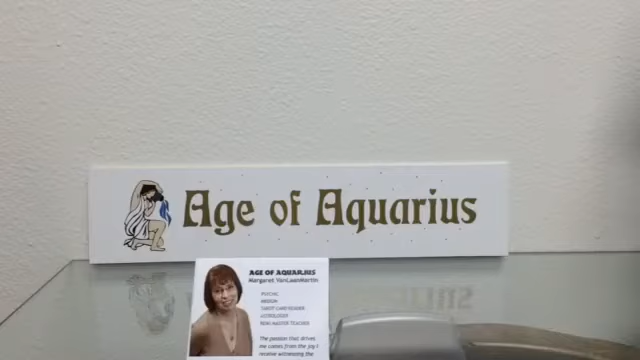 Age of Aquarius
AGE OF AQUARIUS
Margaret VanLaanMartin
PSYCHIC
MEDIUM
TAROT CARD READER
ASTROLOGER
REIKI MASTER TEACHER
The passion that drives
me comes from the joy I
receive witnessing the